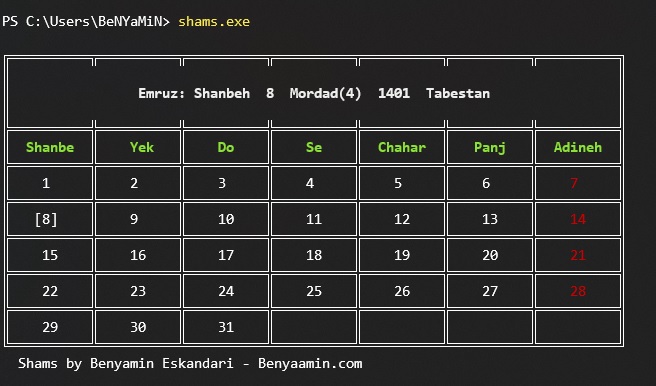 PS C:\Users\BeNYaMiN> shams.exe
Emruz: Shanbeh 8 Mordad(4) 1401 Tabestan
Shanbe Yek Do Se Chahar Panj Adineh
1 2 3 4 5 6 7
[8] 9 10 11 12 13 14
15 16 17 18 19 20 21
22 23 24 25 26 27 28
29 30 31
Shams by Benyamin Eskandari - Benyaamin.com